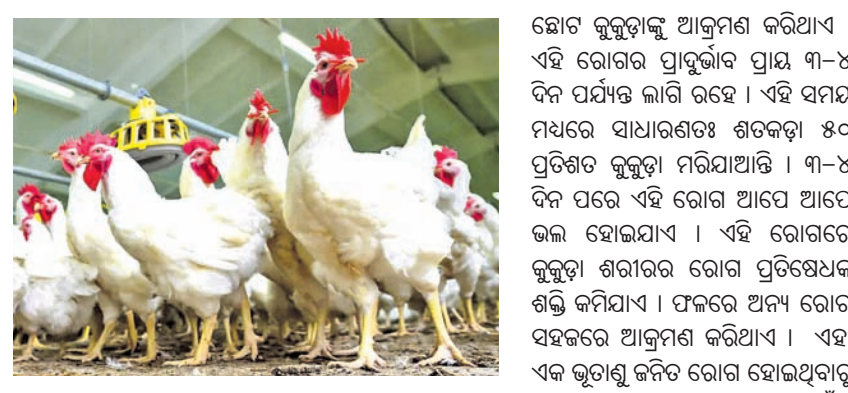 ଛୋଟ କୁକୁଡ଼ାଙ୍କୁ ଆକ୍ରମଣ କରିଥାଏ
ଏହି ରୋଗର ପ୍ରାଦୁର୍ଭାବ ପ୍ରାୟ ୩–୪
ଦିନ ପର୍ଯ୍ୟନ୍ତ ଲାଗି ରହେ । ଏହି ସମୟ
ମଧ୍ୟରେ ସାଧାରଣତଃ ଶତକଡ଼ା ୫୦
ପ୍ରତିଶତ କୁକୁଡ଼ା ମରିଯାଆନ୍ତି । ୩–୪
ଦିନ ପରେ ଏହି ରୋଗ ଆପେ ଆପେ
ଭଲ ହୋଇଯାଏ । ଏହି ରୋଗରେ
କୁକୁଡ଼ା ଶରୀରର ରୋଗ ପ୍ରତିଷେଧକ
ଶକ୍ତି କମିଯାଏ । ଫଳରେ ଅନ୍ୟ ରୋଗ
ସହଜରେ ଆକ୍ରମଣ କରିଥାଏ । ଏହା
ଏକ ଭୂତାଣୁ ଜନିତ ରୋଗ ହୋଇଥିବାରୁ